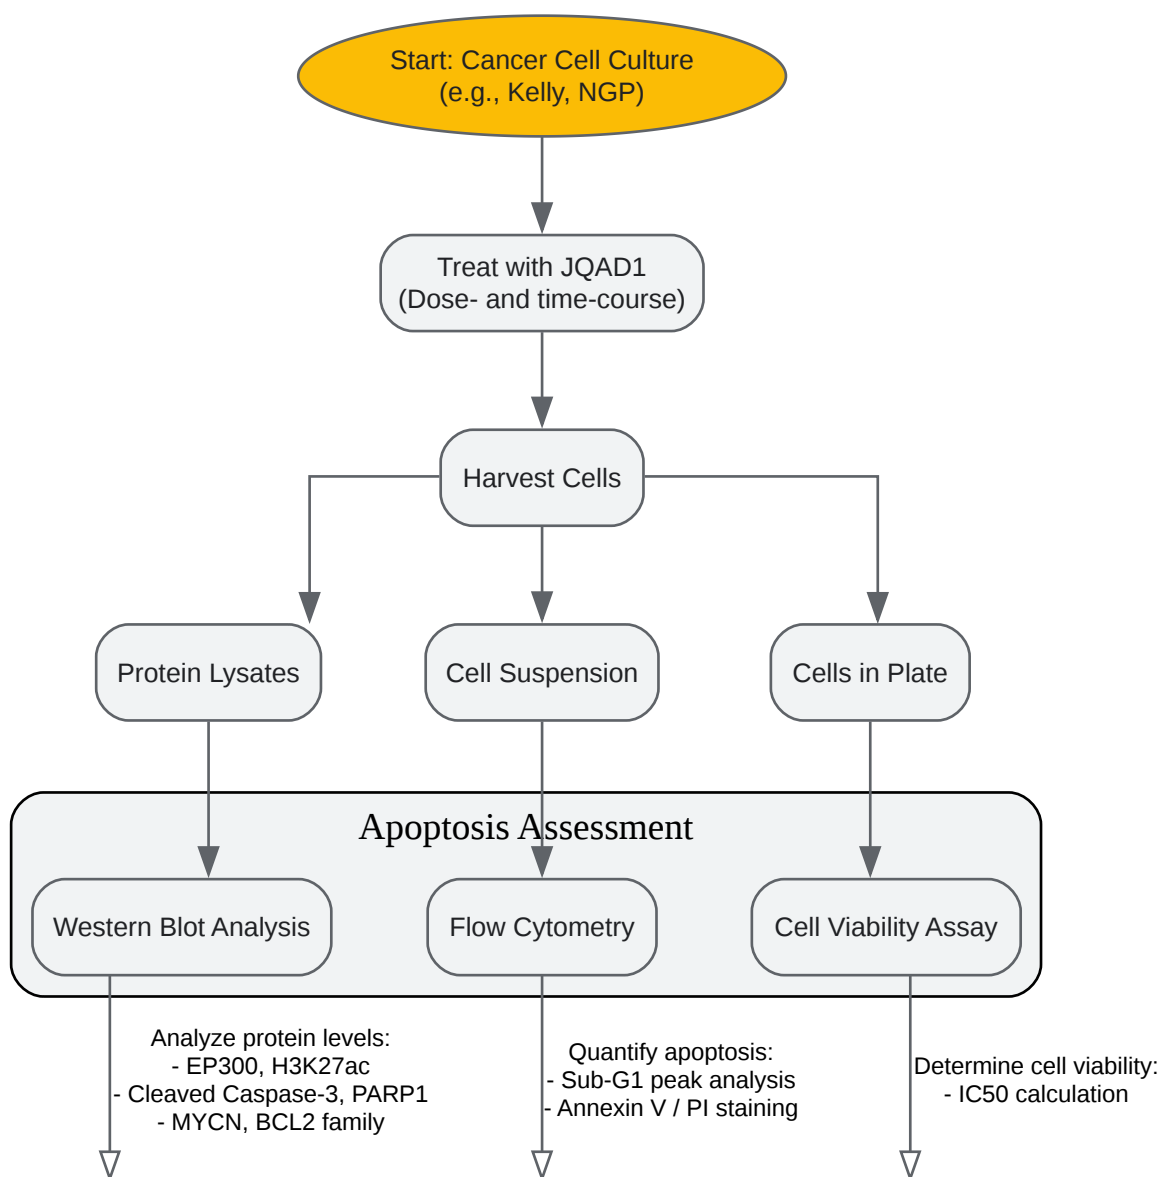 Start: Cancer Cell Culture
(e.g., Kelly, NGP)
Treat with JQAD1
(Dose- and time-course)
Harvest Cells
Protein Lysates
Cell Suspension
Cells in Plate
Apoptosis Assessment
Western Blot Analysis
Flow Cytometry
Cell Viability Assay
Analyze protein levels:
- EP300, H3K27ac
- Cleaved Caspase-3, PARP1
- MYCN, BCL2 family
Quantify apoptosis:
- Sub-G1 peak analysis
- Annexin V / PI staining
Determine cell viability:
- IC50 calculation